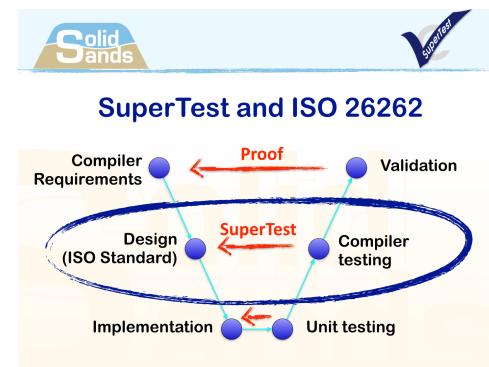 Solid
Sands
SuperTest
SuperTest and ISO 26262
Compiler
Requirements
Proof
Validation
Design
(ISO Standard)
SuperTest
Compiler
testing
Implementation
Unit testing